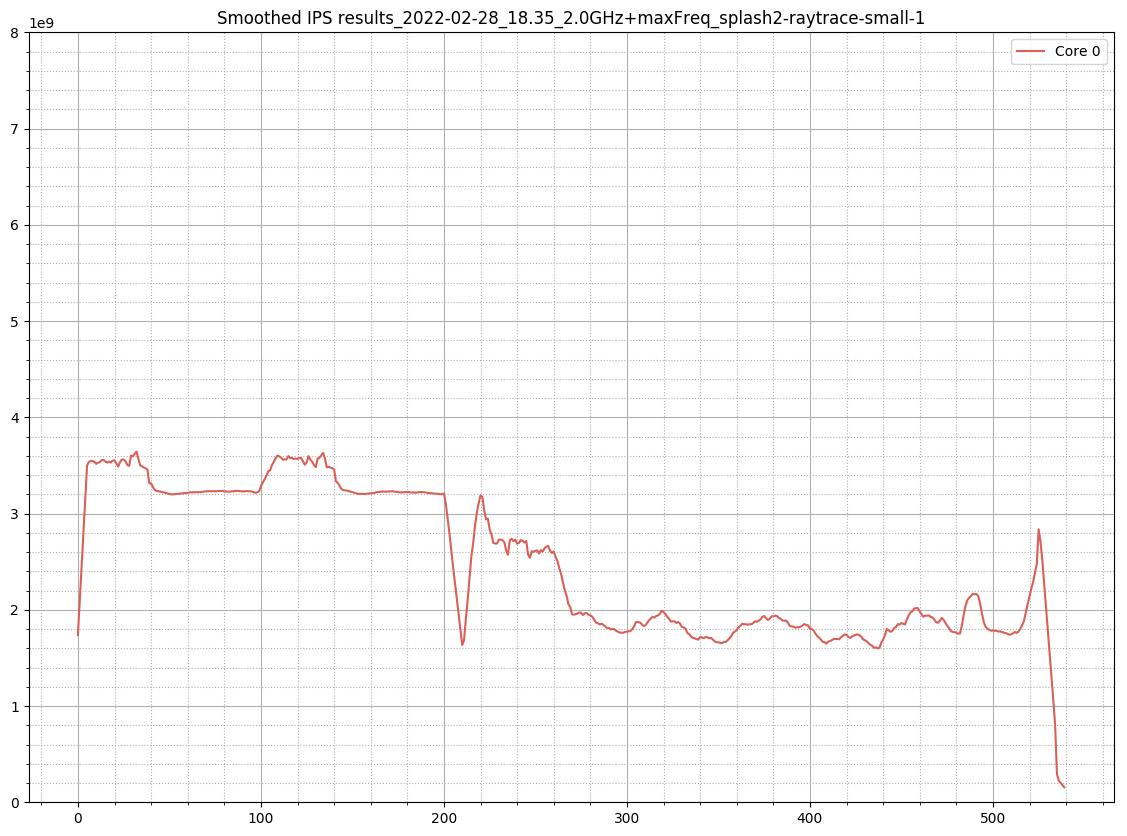 Smoothed IPS results_2022-02-28_18.35_2.0GHz+maxFreq_splash2-raytrace-small-1
1e9
Core 0
8
7
6
5
4
3
2
1
0
0 100 200 300 400 500